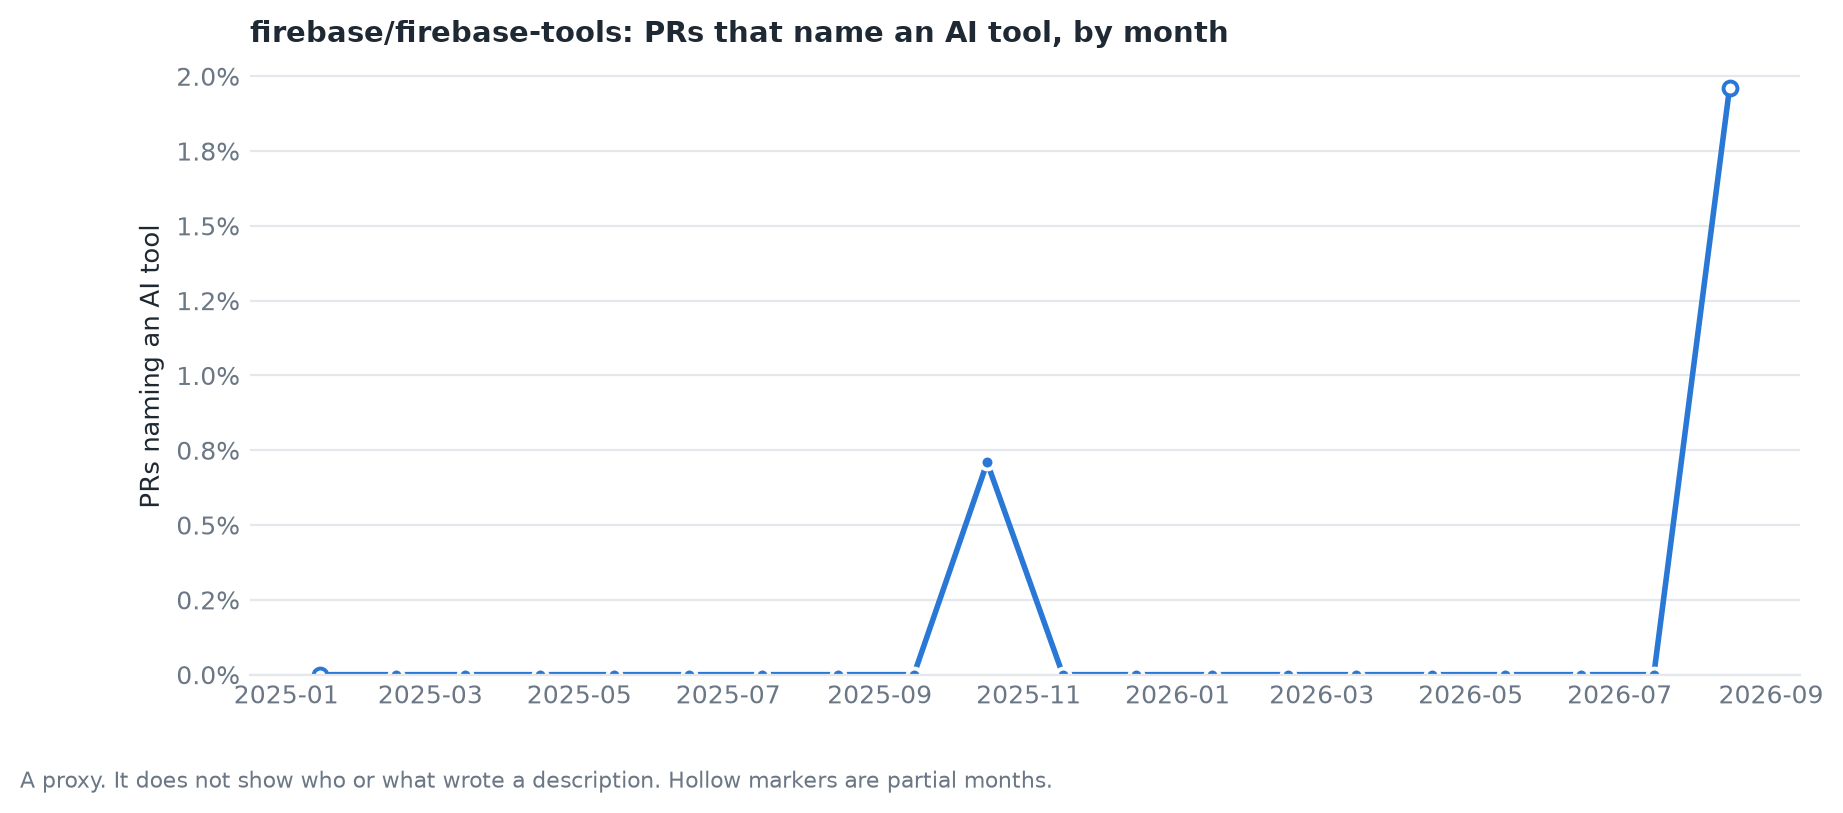 firebase/firebase-tools: PRs that name an AI tool, by month
2.0%
1.8%
1.5%
1.2%
1.0%
0.8%
0.5%
0.2%
0.0%
PRs naming an AI tool
2025-01 2025-03 2025-05 2025-07 2025-09 2025-11 2026-01 2026-03 2026-05 2026-07 2026-09
A proxy. It does not show who or what wrote a description. Hollow markers are partial months.